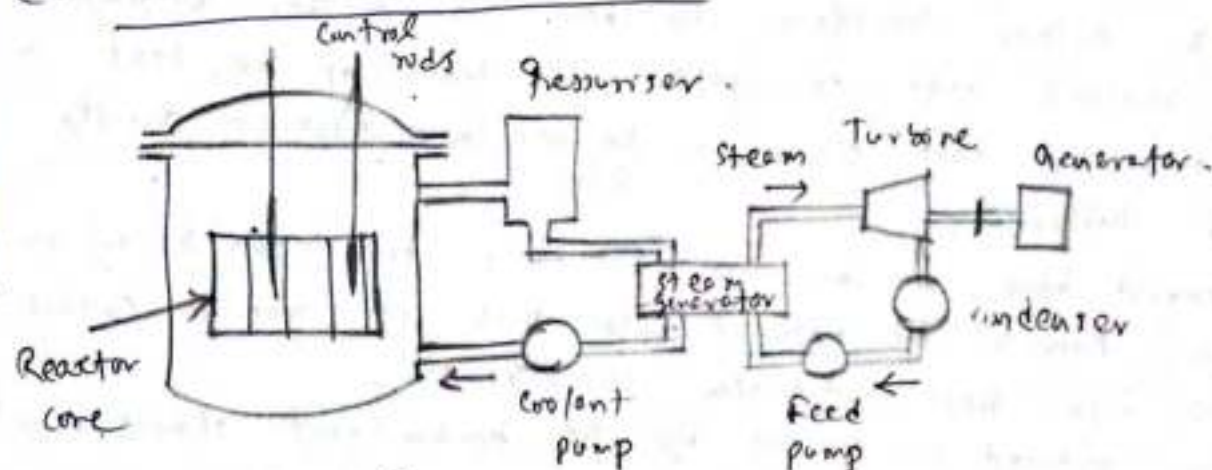 Control
rods
Pressuriser.
Turbine
Steam
Generator.
Steam
generator
Condenser
Reactor
core
Coolant
pump
Feed
pump